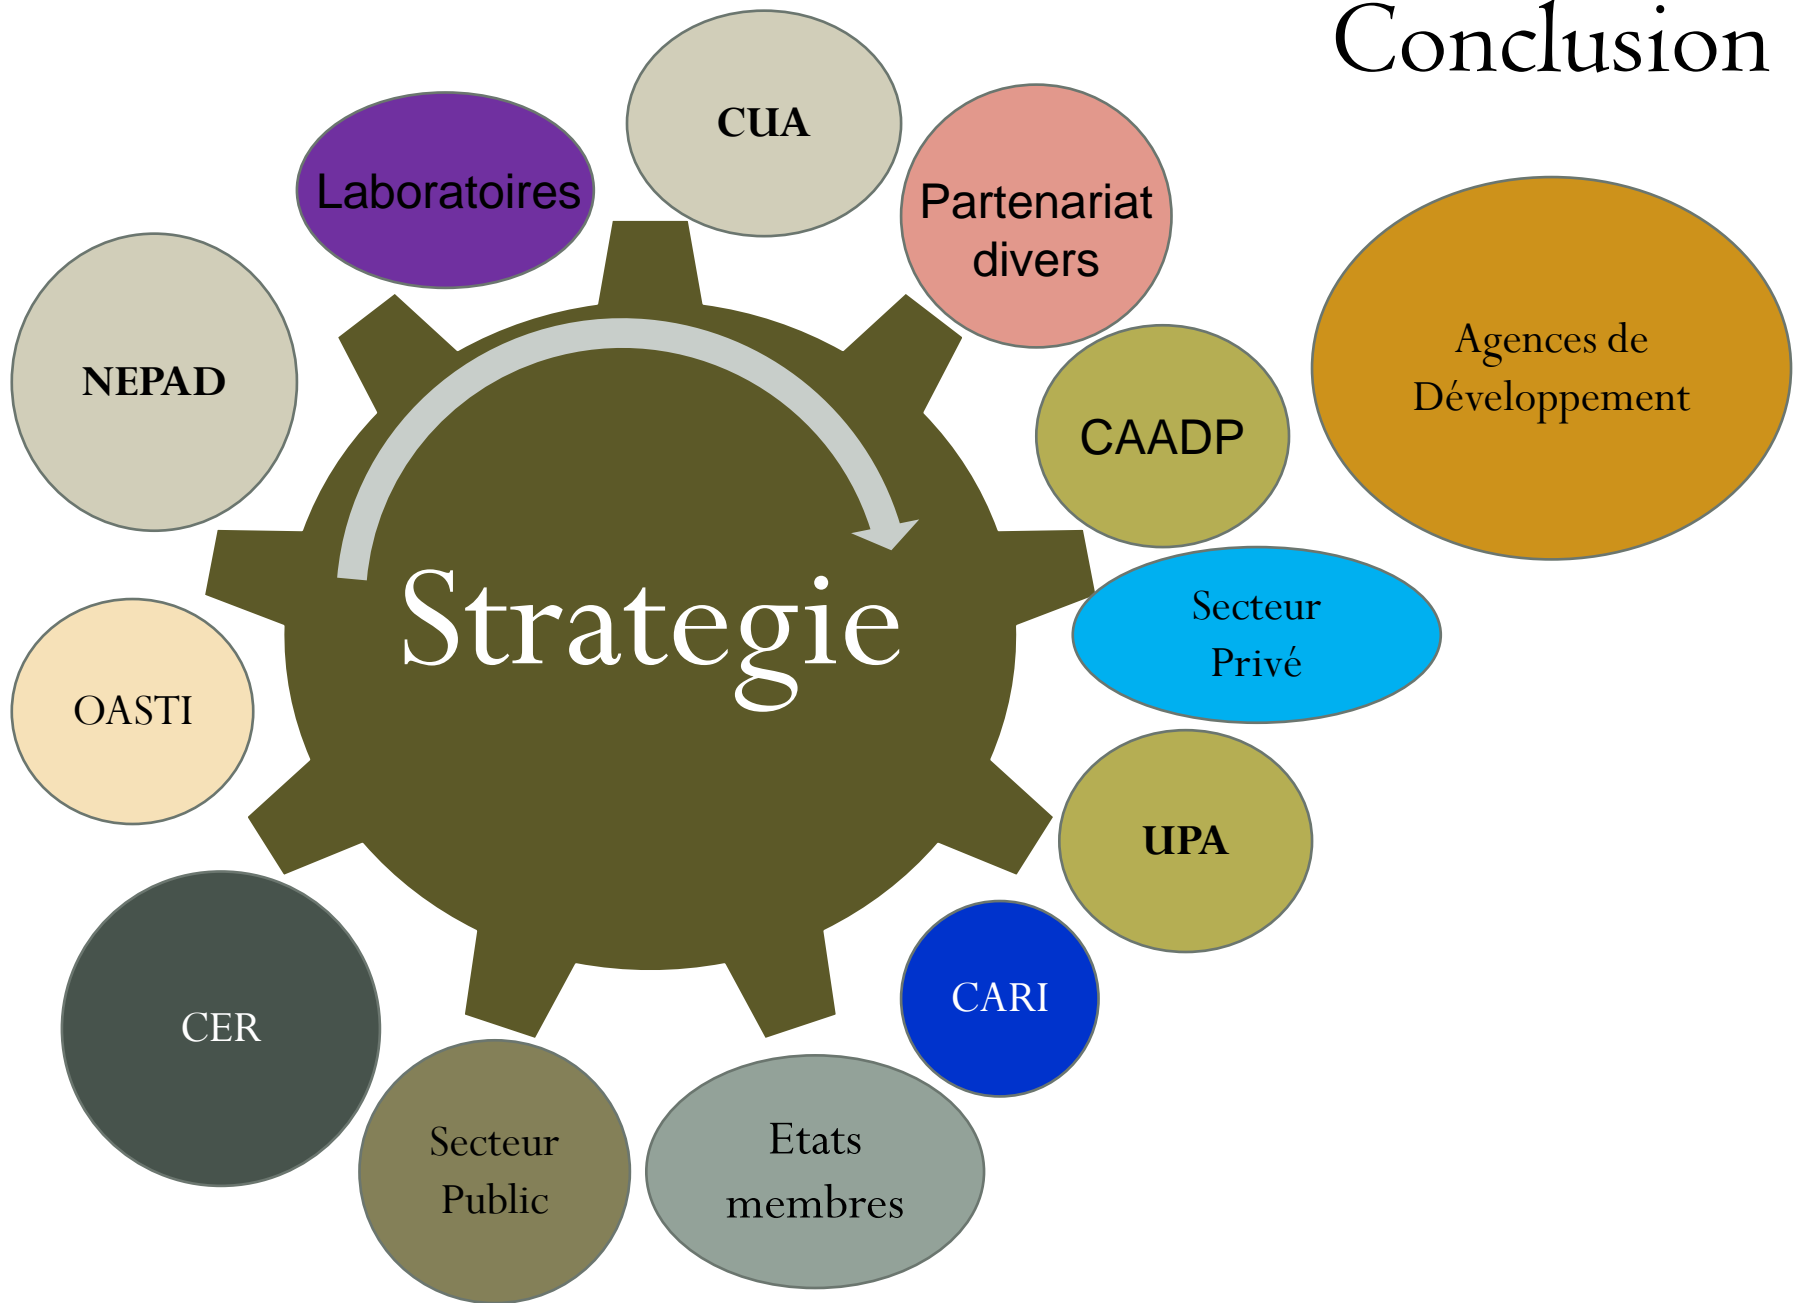 Conclusion
CUA
Laboratoires
Partenariat
divers
Agences de
Développement
NEPAD
CAADP
Strategie
Secteur
Privé
OASTI
UPA
CARI
CER
Secteur
Public
Etats
membres